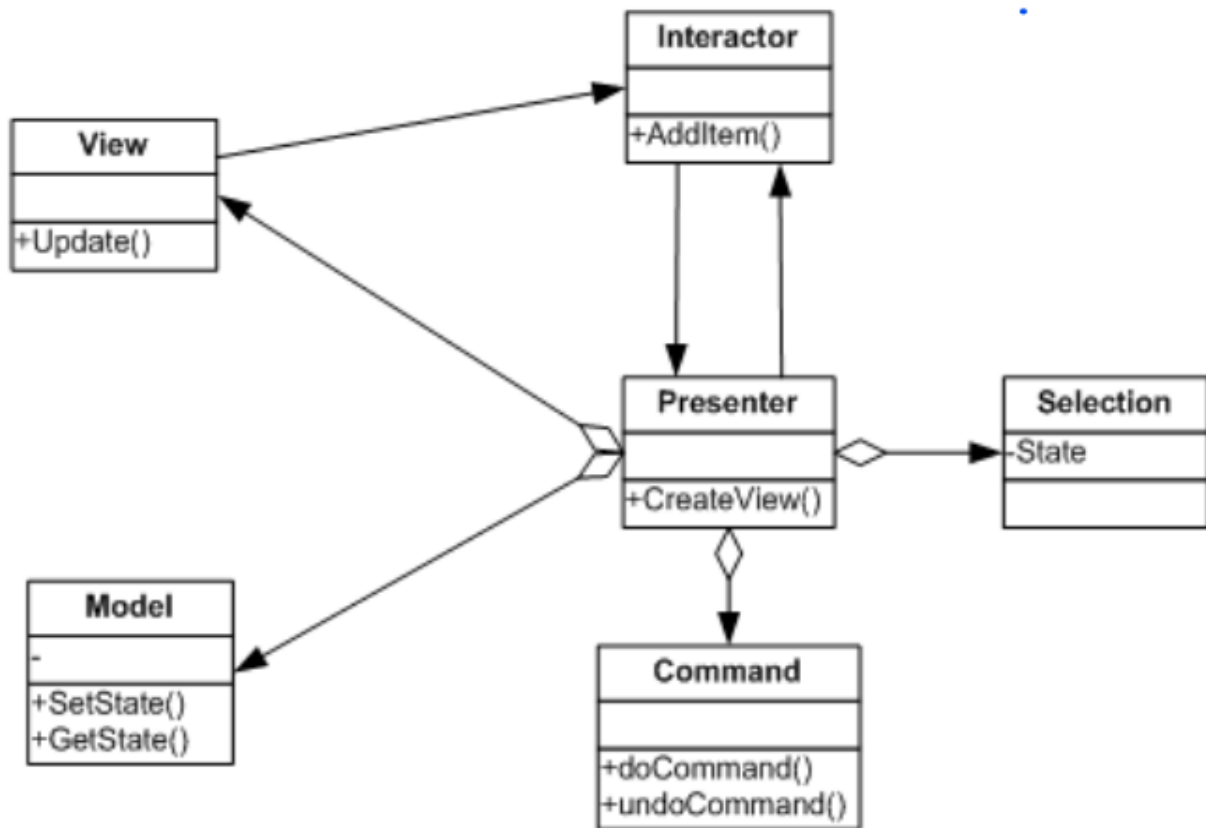 Interactor
+AddItem()
View
+Update()
Presenter
+CreateView()
Selection
-State
Model
-
+SetState()
+GetState()
Command
+doCommand()
+undoCommand()